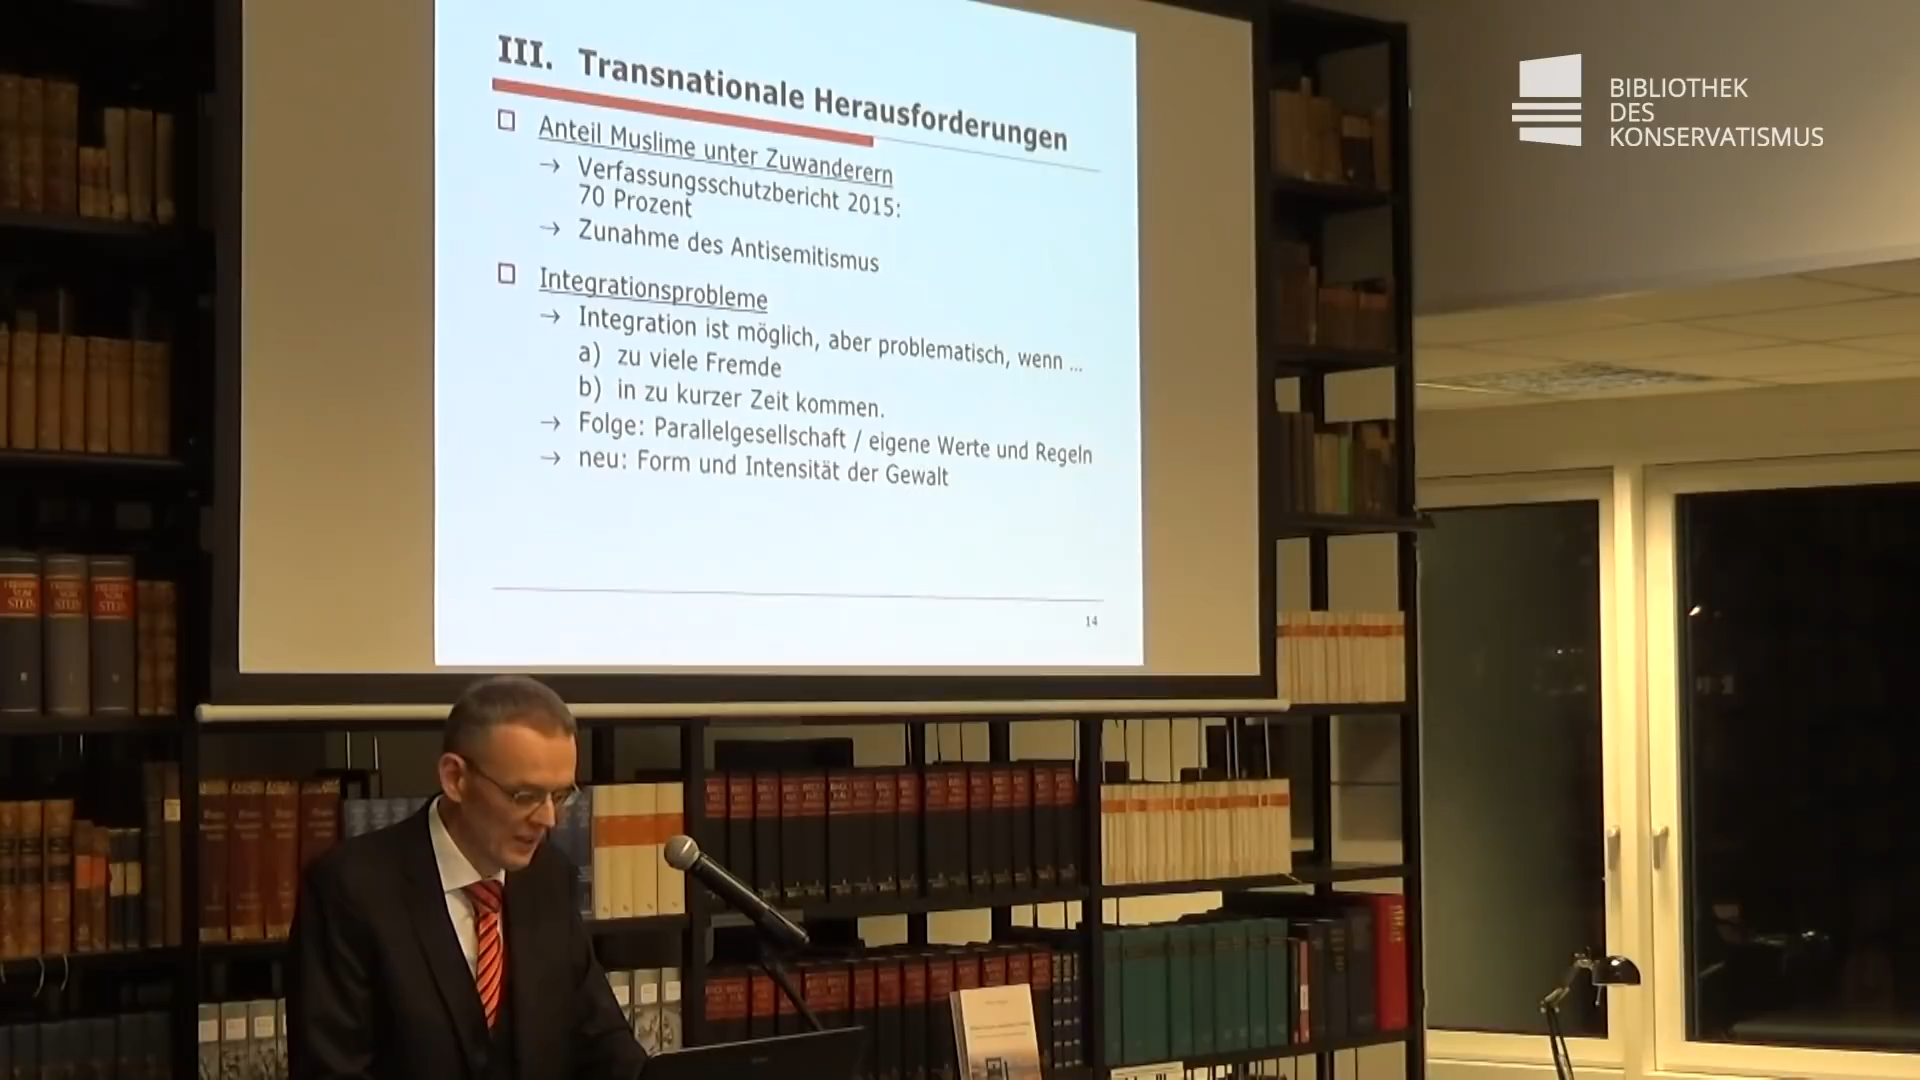 III. Transnationale Herausforderungen
Anteil Muslime unter Zuwanderern
→ Verfassungsschutzbericht 2015:
70 Prozent
→ Zunahme des Antisemitismus
Integrationsprobleme
→ Integration ist möglich, aber problematisch, wenn ...
a) zu viele Fremde
b) in zu kurzer Zeit kommen.
→ Folge: Parallelgesellschaft / eigene Werte und Regeln
→ neu: Form und Intensität der Gewalt
14
BIBLIOTHEK
DES
KONSERVATISMUS
STEIN
STEIN